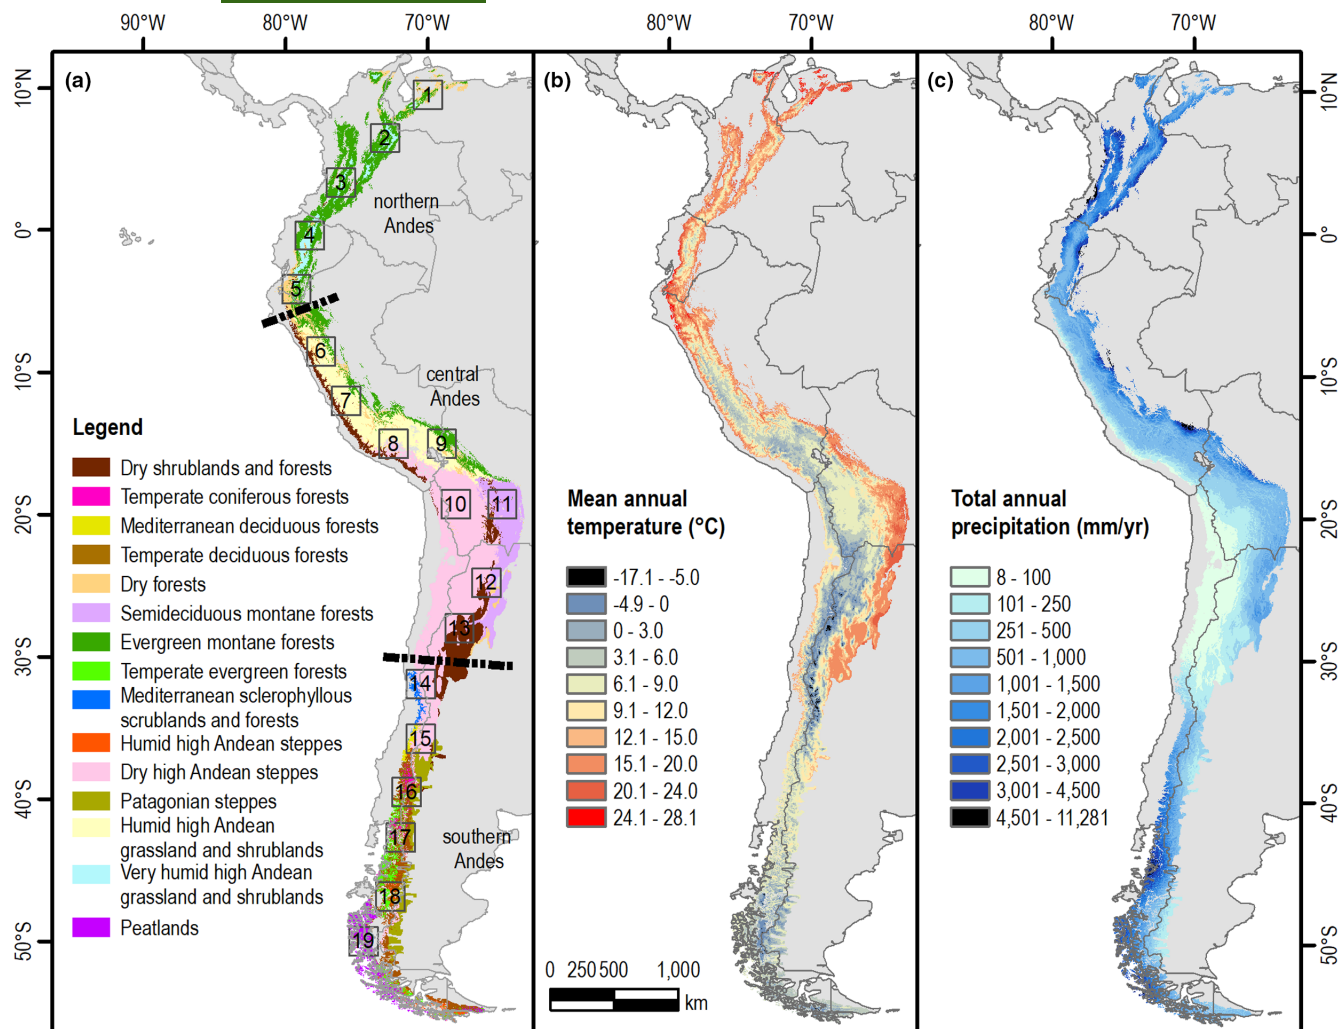 90°W 80°W 70°W 80°W 70°W 80°W 70°W
(a)
(b)
(c)
10°N
0°
10°S
20°S
30°S
40°S
50°S
1
2
3
4
5
6
7
8
9
10
11
12
13
14
15
16
17
18
19
northern
Andes
central
Andes
southern
Andes
Legend
Dry shrublands and forests
Temperate coniferous forests
Mediterranean deciduous forests
Temperate deciduous forests
Dry forests
Semideciduous montane forests
Evergreen montane forests
Temperate evergreen forests
Mediterranean sclerophyllous
scrublands and forests
Humid high Andean steppes
Dry high Andean steppes
Patagonian steppes
Humid high Andean
grassland and shrublands
Very humid high Andean
grassland and shrublands
Peatlands
Mean annual
temperature (°C)
-17.1 - -5.0
-4.9 - 0
0 - 3.0
3.1 - 6.0
6.1 - 9.0
9.1 - 12.0
12.1 - 15.0
15.1 - 20.0
20.1 - 24.0
24.1 - 28.1
0 250 500 1,000
km
Total annual
precipitation (mm/yr)
8 - 100
101 - 250
251 - 500
501 - 1,000
1,001 - 1,500
1,501 - 2,000
2,001 - 2,500
2,501 - 3,000
3,001 - 4,500
4,501 - 11,281
10°N
0°
10°S
20°S
30°S
40°S
50°S